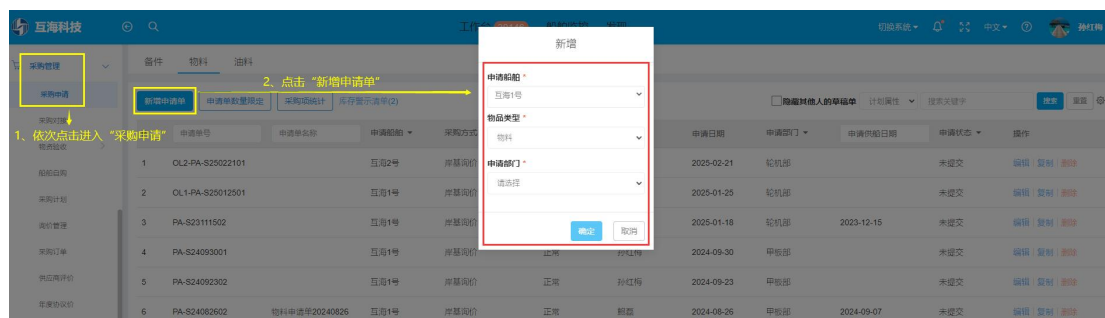 互海科技
切换系统
中文
孙红梅
采购管理
采购申请
1、依次点击进入“采购申请”
物资验收
船舶自购
采购计划
询价管理
采购订单
供应商评价
年度协议价
备件 物料 油料
2、点击“新增申请单”
新增申请单 申请单数量限定 采购项统计 库存警示清单(2)
隐藏其他人的草稿单 计划属性 搜索关键字 搜索 重置
申请单号 申请单名称 申请船舶 采购方式 申请日期 申请部门 申请供船日期 申请状态 操作
1 OL2-PA-S25022101 互海2号 岸基询价 2025-02-21 轮机部 未提交 编辑 复制 删除
2 OL1-PA-S25012501 互海1号 岸基询价 2025-01-25 轮机部 未提交 编辑 复制 删除
3 PA-S23111502 互海1号 岸基询价 2025-01-18 轮机部 2023-12-15 未提交 编辑 复制 删除
4 PA-S24093001 互海1号 岸基询价 正常 孙红梅 2024-09-30 甲板部 未提交 编辑 复制 删除
5 PA-S24092302 互海1号 岸基询价 正常 孙红梅 2024-09-23 甲板部 未提交 编辑 复制 删除
6 PA-S24082602 物料申请单20240826 互海1号 岸基询价 正常 2024-08-26 甲板部 2024-09-07 未提交 编辑 复制 删除
新增
申请船舶 *
互海1号
物品类型 *
物料
申请部门 *
请选择
确定 取消